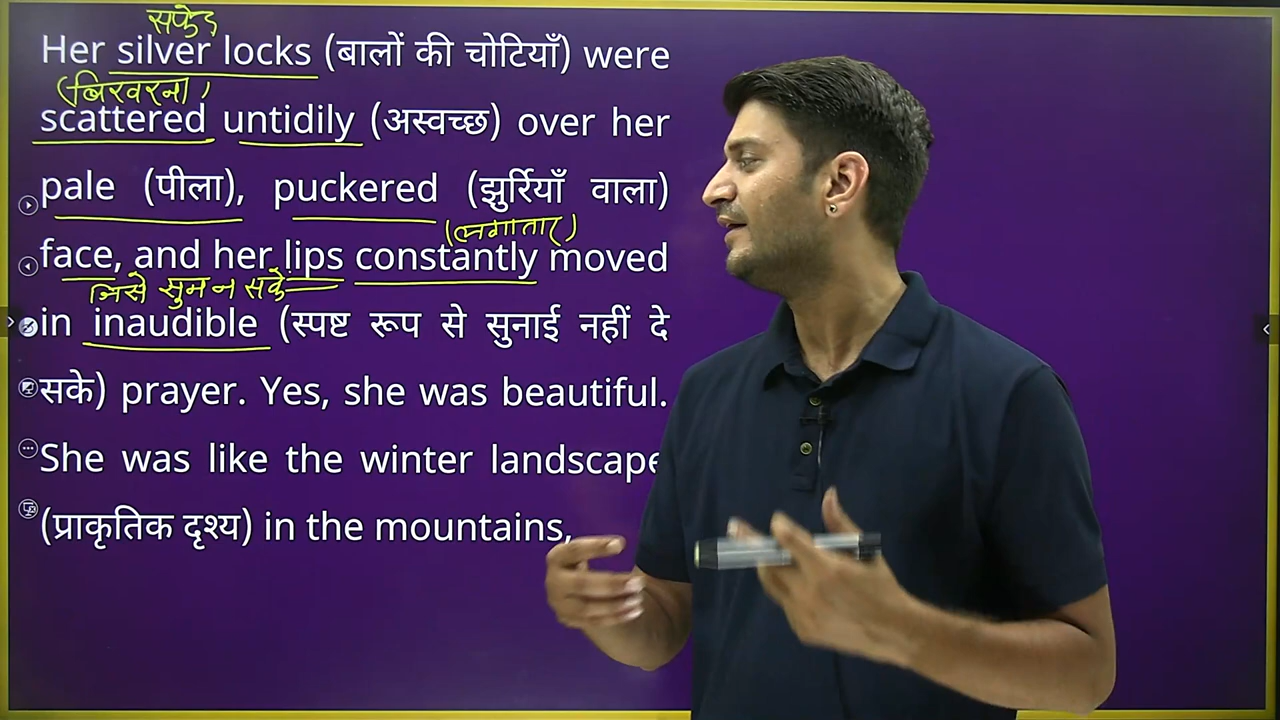 सफेद
Her silver locks (बालों की चोटियाँ) were
(बिखरना)
scattered untidily (अस्वच्छ) over her
pale (पीला), puckered (झुर्रियाँ वाला)
(लगातार)
face, and her lips constantly moved
जिसे सुन न सके
in inaudible (स्पष्ट रूप से सुनाई नहीं दे
सके) prayer. Yes, she was beautiful.
She was like the winter landscape
(प्राकृतिक दृश्य) in the mountains,